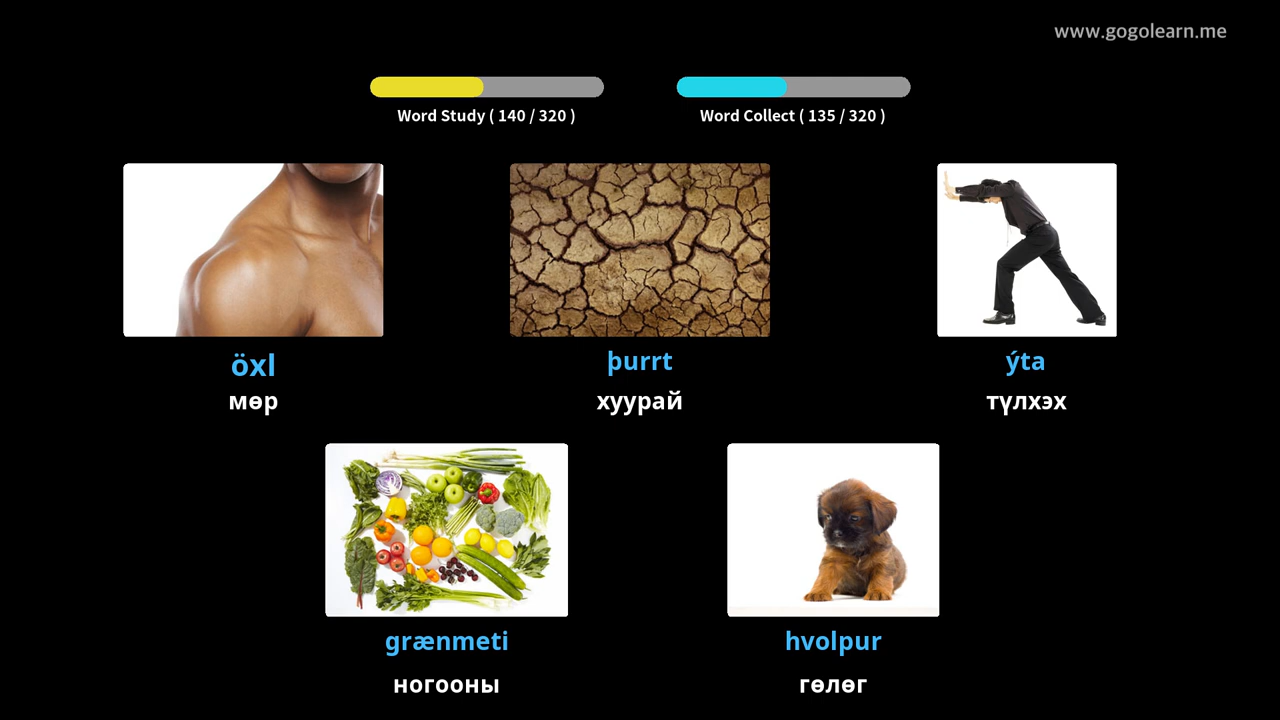 www.gogolearn.me
Word Study ( 140 / 320 )
Word Collect ( 135 / 320 )
öxl
мөр
þurrt
хуурай
ýta
түлхэх
grænmeti
ногооны
hvolpur
гөлөг